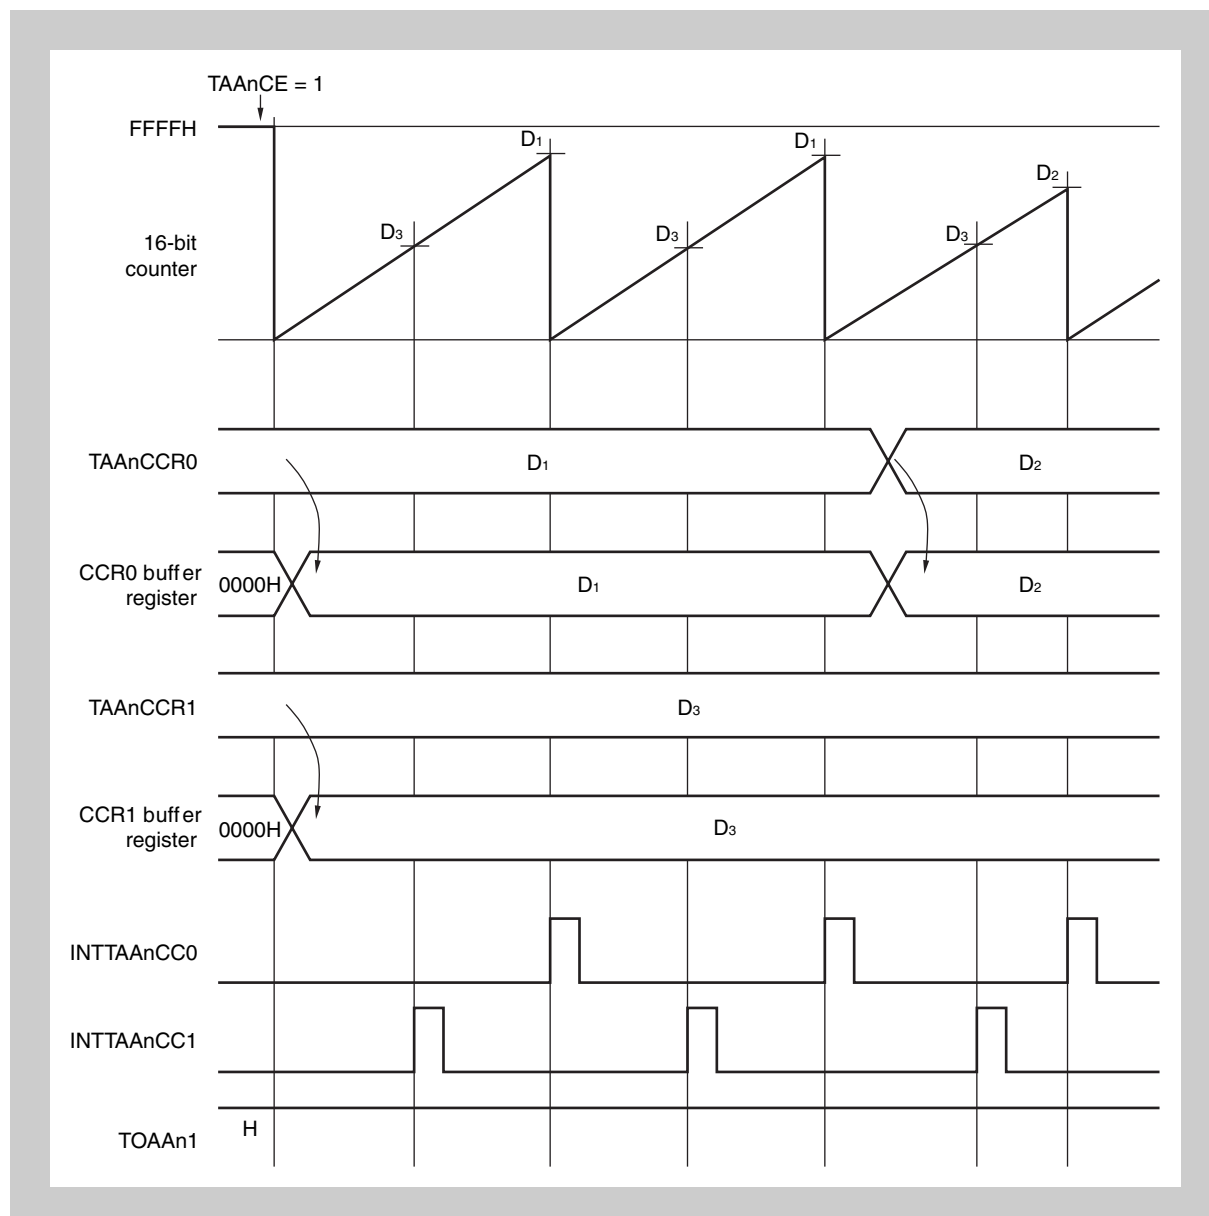 TAAnCE = 1
FFFFH
D1
D1
D2
D3
D3
D3
16-bit
counter
TAAnCCR0
D1
D2
CCR0 buffer
register
0000H
D1
D2
TAAnCCR1
D3
CCR1 buffer
register
0000H
D3
INTTAAnCC0
INTTAAnCC1
H
TOAAn1